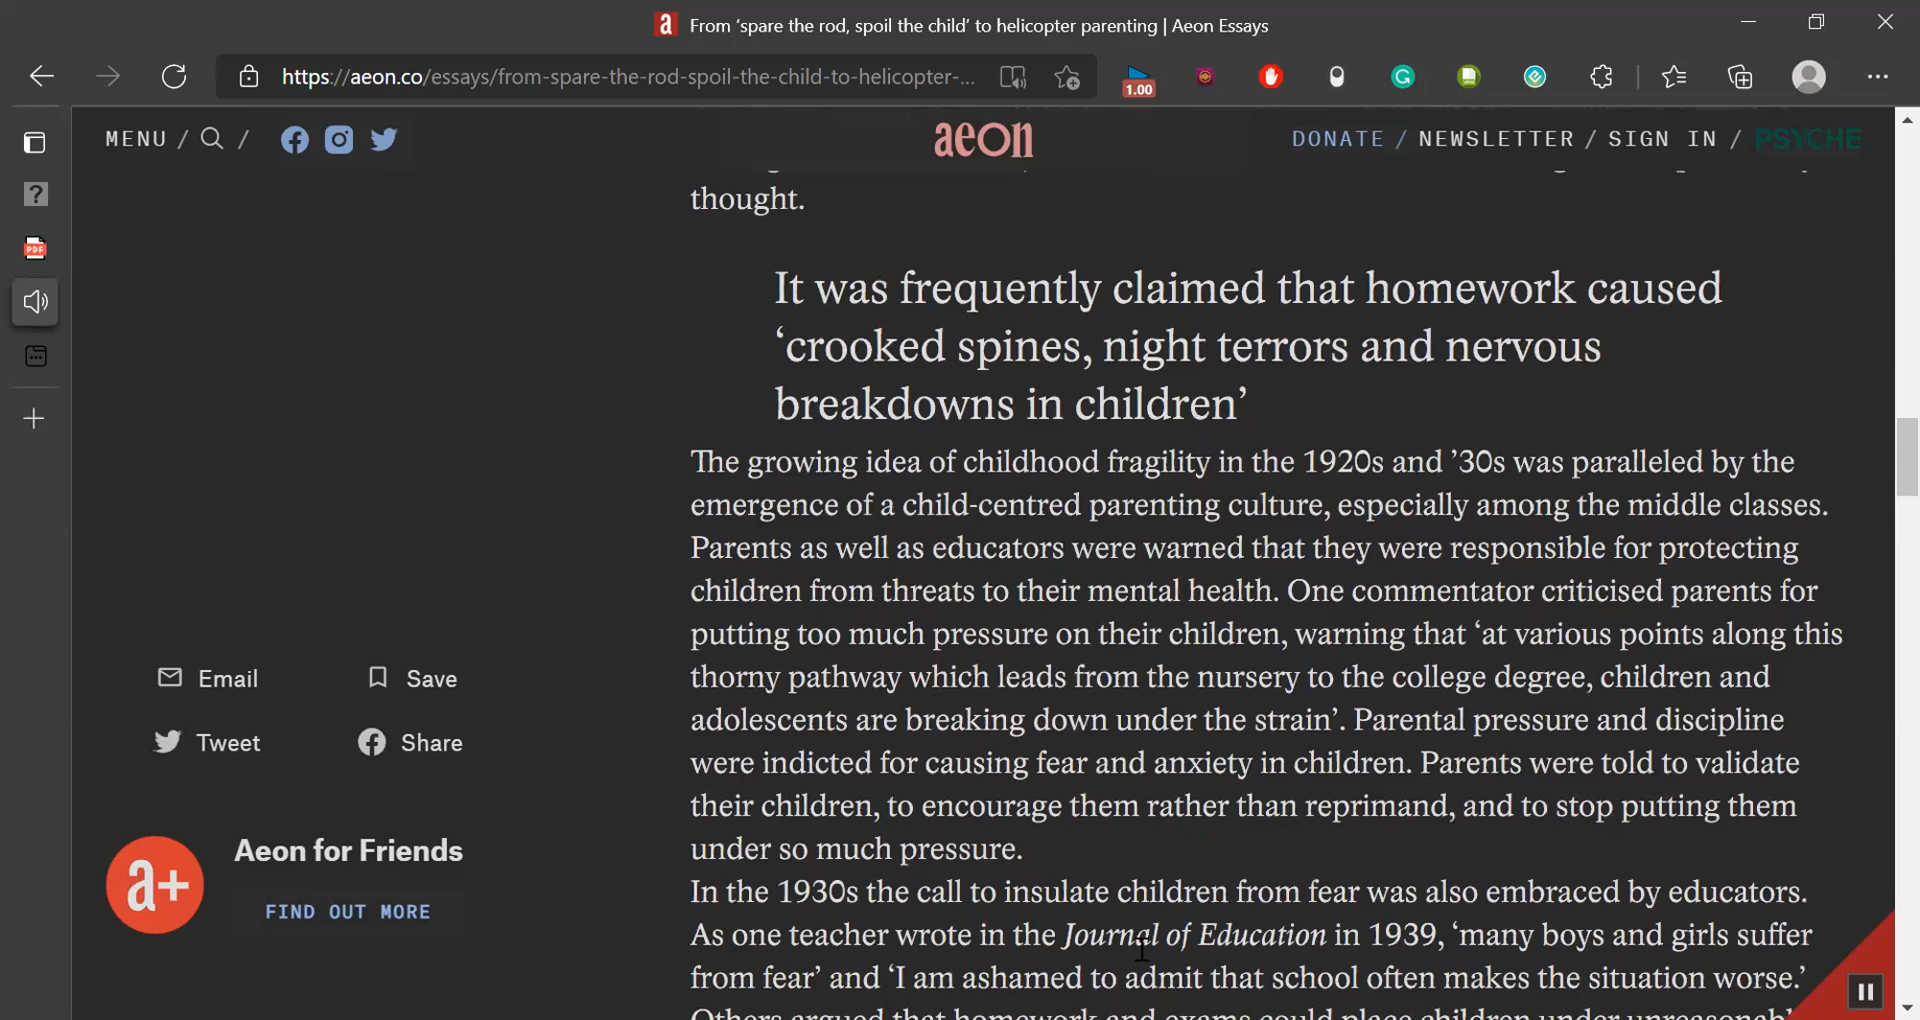 From ‘spare the rod, spoil the child’ to helicopter parenting | Aeon Essays
https://aeon.co/essays/from-spare-the-rod-spoil-the-child-to-helicopter-...
1.00
MENU / /
aeon
DONATE / NEWSLETTER / SIGN IN / PSYCHE
thought.
It was frequently claimed that homework caused
‘crooked spines, night terrors and nervous
breakdowns in children’
The growing idea of childhood fragility in the 1920s and ’30s was paralleled by the
emergence of a child-centred parenting culture, especially among the middle classes.
Parents as well as educators were warned that they were responsible for protecting
children from threats to their mental health. One commentator criticised parents for
putting too much pressure on their children, warning that ‘at various points along this
thorny pathway which leads from the nursery to the college degree, children and
adolescents are breaking down under the strain’. Parental pressure and discipline
were indicted for causing fear and anxiety in children. Parents were told to validate
their children, to encourage them rather than reprimand, and to stop putting them
under so much pressure.
In the 1930s the call to insulate children from fear was also embraced by educators.
As one teacher wrote in the Journal of Education in 1939, ‘many boys and girls suffer
from fear’ and ‘I am ashamed to admit that school often makes the situation worse.’
Others argued that homework and exams could place children under
Email
Save
Tweet
Share
a+
Aeon for Friends
FIND OUT MORE
PDF